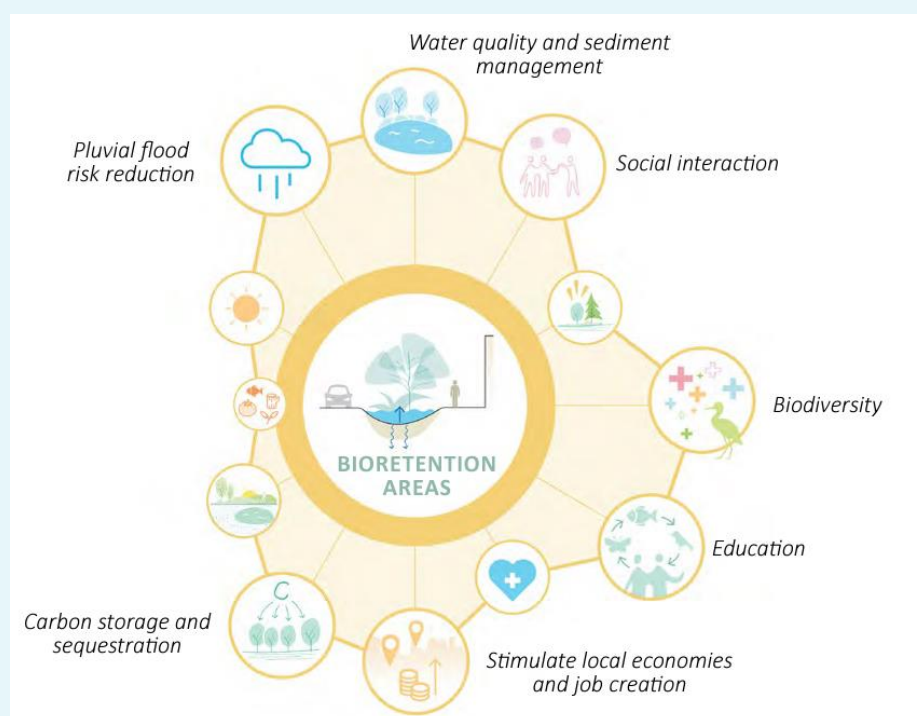 Water quality and sediment
management
Pluvial flood
risk reduction
Social interaction
Biodiversity
BIORETENTION
AREAS
Education
Carbon storage and
sequestration
C
Stimulate local economies
and job creation